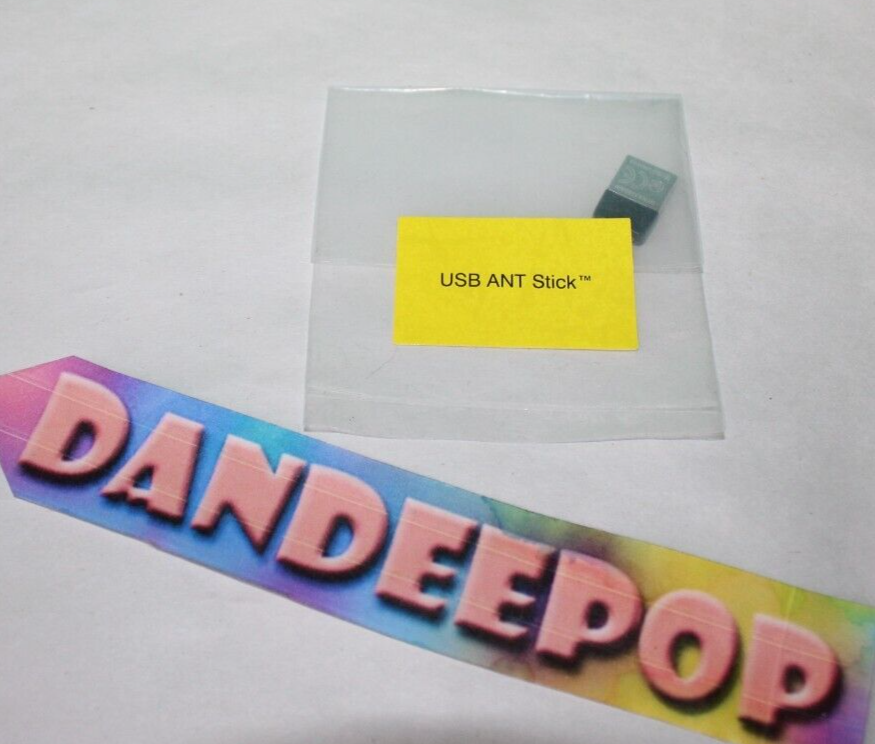 USB ANT Stick™
DANDEEPOP